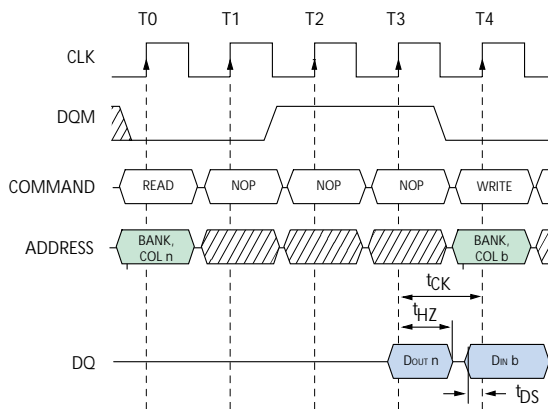 T0 T1 T2 T3 T4
CLK
DQM
COMMAND READ NOP NOP NOP WRITE
ADDRESS BANK, COL n BANK, COL b
tCK
tHZ
DQ DOUT n DIN b
tDS